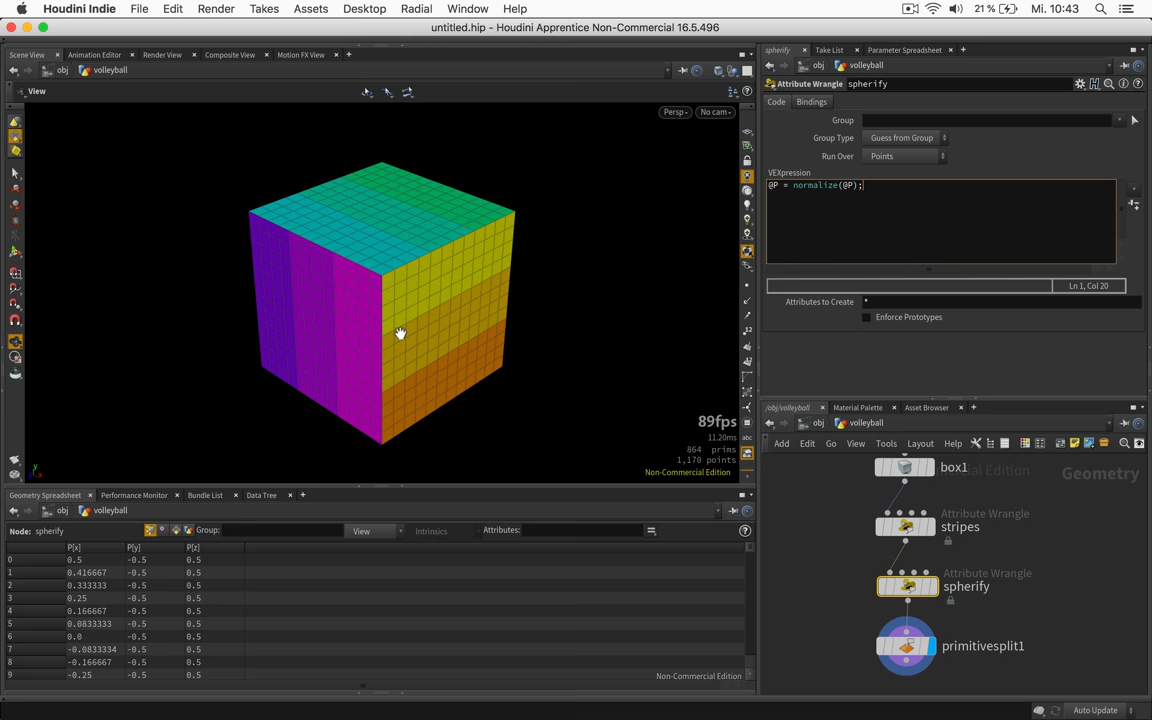 Houdini Indie File Edit Render Takes Assets Desktop Radial Window Help 21 % Mi. 10:43
untitled.hip - Houdini Apprentice Non-Commercial 16.5.496
Scene View Animation Editor Render View Composite View Motion FX View
obj volleyball
View
Persp No cam
89fps
11.20ms
864 prims
1,170 points
Non-Commercial Edition
y
Geometry Spreadsheet Performance Monitor Bundle List Data Tree
obj volleyball
Node: spherify Group: View Intrinsics Attributes:
P[x] P[y] P[z]
0 0.5 -0.5 0.5
1 0.416667 -0.5 0.5
2 0.333333 -0.5 0.5
3 0.25 -0.5 0.5
4 0.166667 -0.5 0.5
5 0.0833333 -0.5 0.5
6 0.0 -0.5 0.5
7 -0.0833334 -0.5 0.5
8 -0.166667 -0.5 0.5
9 -0.25 -0.5 0.5
Non-Commercial Edition
spherify Take List Parameter Spreadsheet
obj volleyball
Attribute Wrangle spherify
Code Bindings
Group
Group Type Guess from Group
Run Over Points
VEXpression
@P = normalize(@P);
Ln 1, Col 20
Attributes to Create *
Enforce Prototypes
/obj/volleyball Material Palette Asset Browser
obj volleyball
Add Edit Go View Tools Layout Help
box1
Geometry
Attribute Wrangle
stripes
Attribute Wrangle
spherify
primitivesplit1
Auto Update